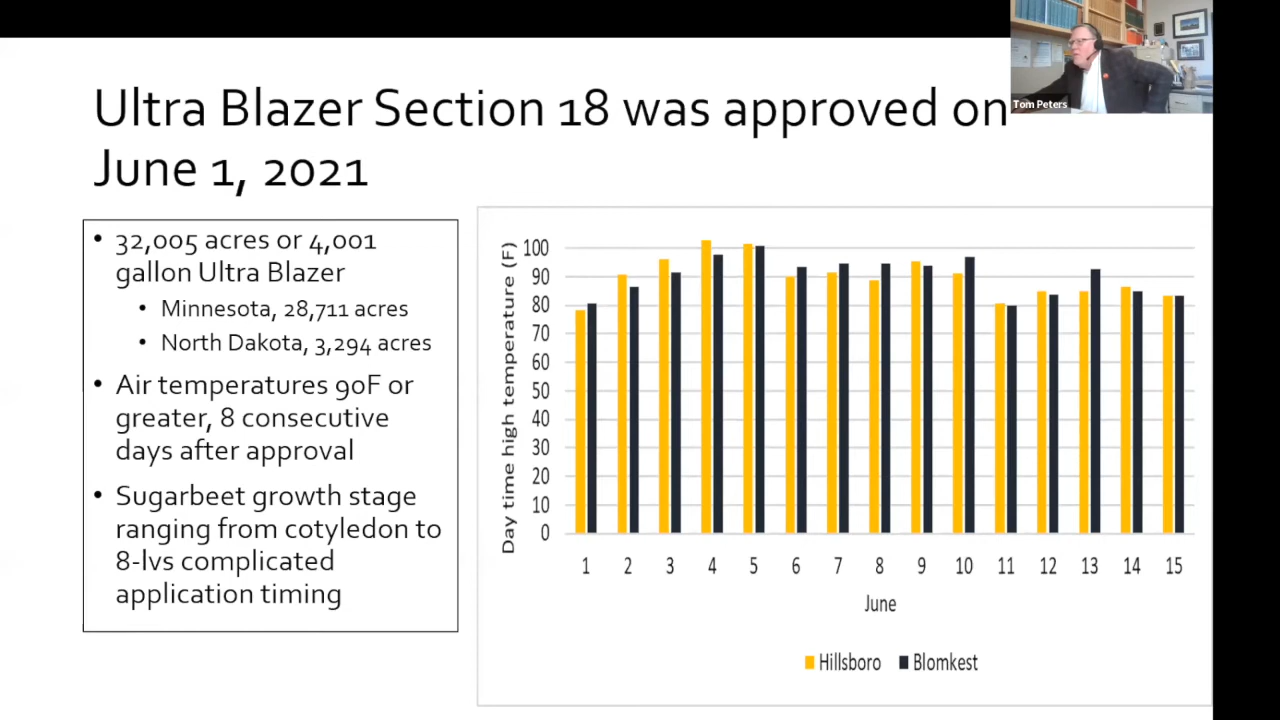 Ultra Blazer Section 18 was approved on
June 1, 2021
Tom Peters
• 32,005 acres or 4,001
gallon Ultra Blazer
• Minnesota, 28,711 acres
• North Dakota, 3,294 acres
• Air temperatures 90F or
greater, 8 consecutive
days after approval
• Sugarbeet growth stage
ranging from cotyledon to
8-lvs complicated
application timing
Day time high temperature (F)
100
90
80
70
60
50
40
30
20
10
0
1 2 3 4 5 6 7 8 9 10 11 12 13 14 15
June
Hillsboro Blomkest